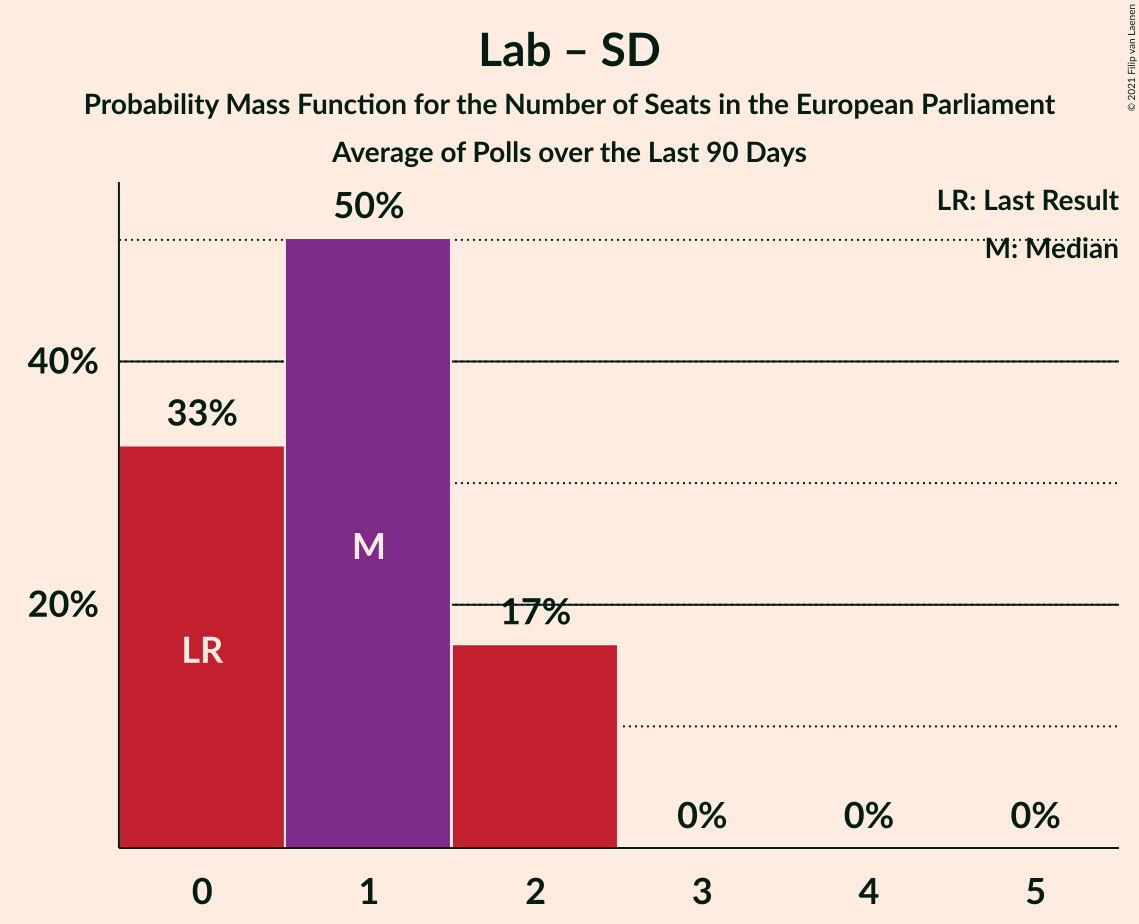 Lab – SD
Probability Mass Function for the Number of Seats in the European Parliament
Average of Polls over the Last 90 Days
© 2021 Filip van Laenen
LR: Last Result
M: Median
50%
40%
33%
M
20%
17%
LR
0%
0%
0%
0
1
2
3
4
5